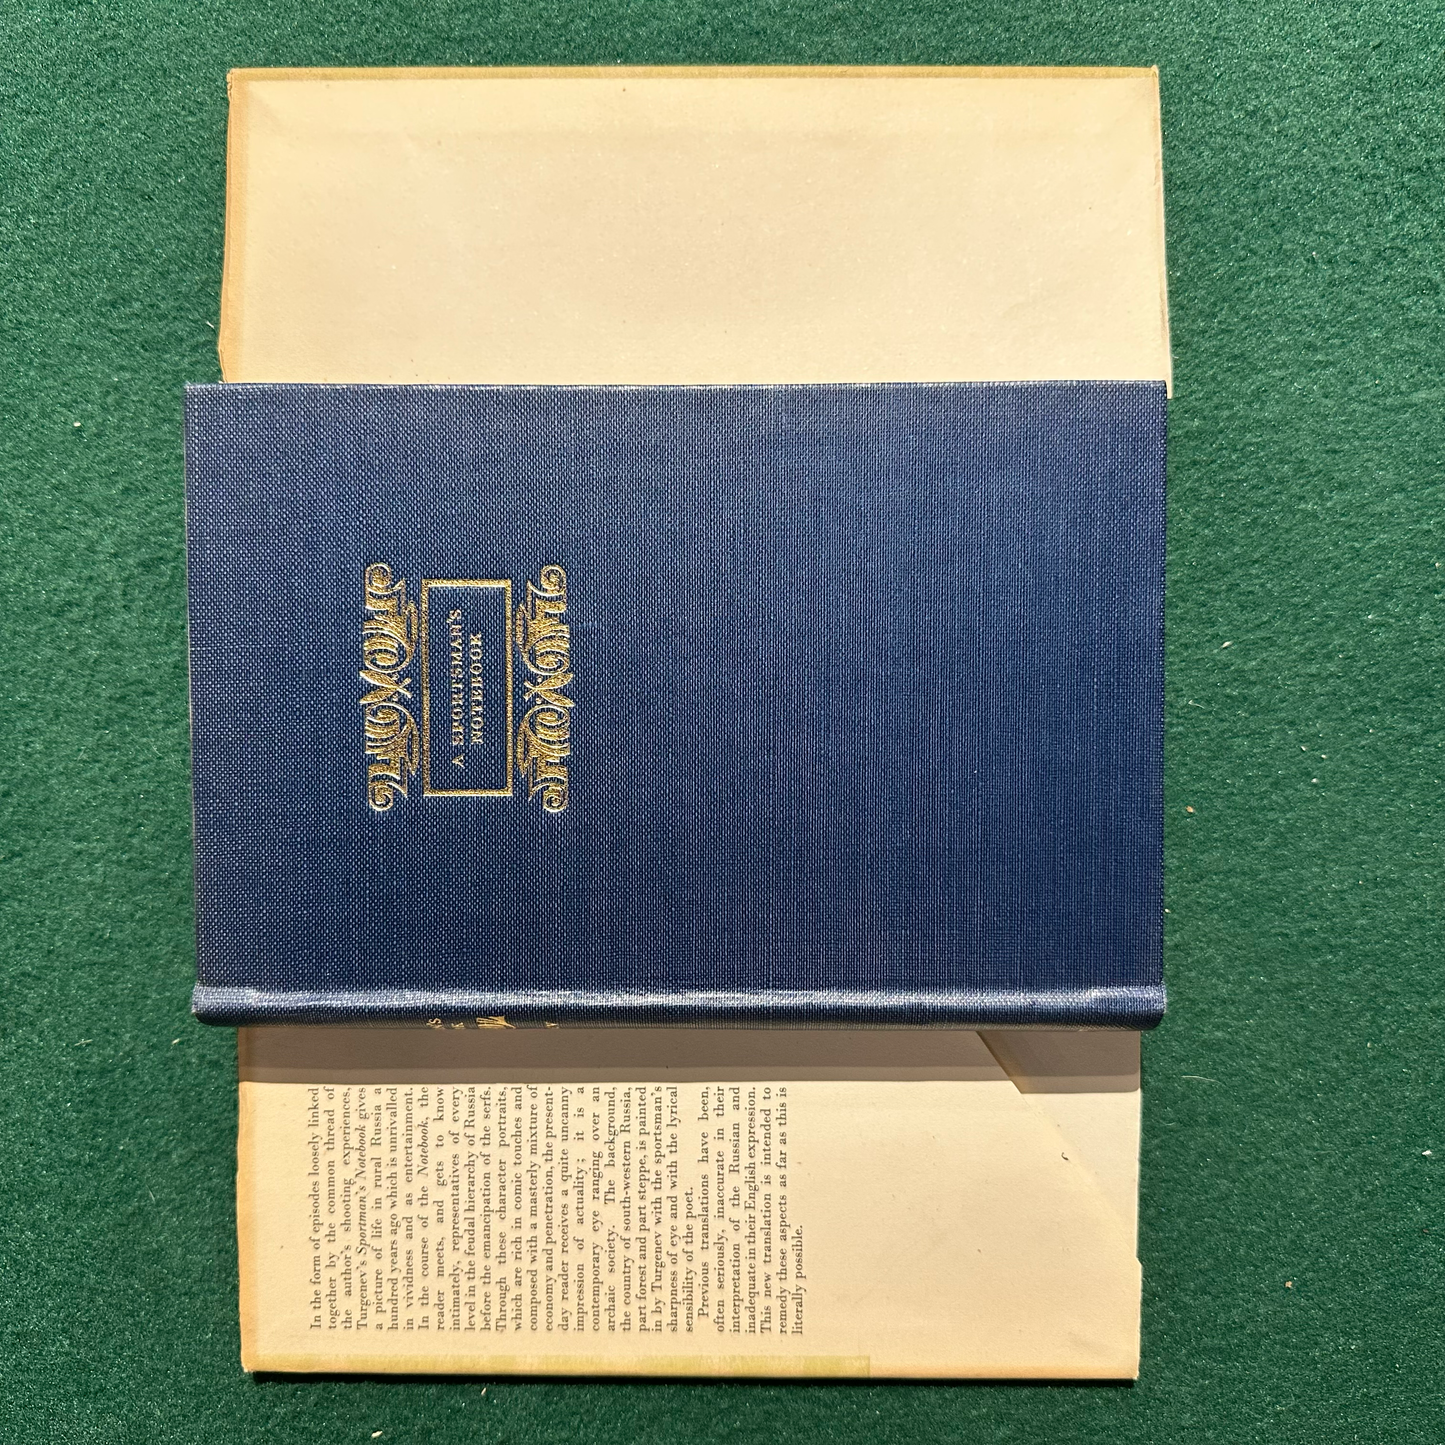 A SPORTSMAN'S
NOTEBOOK
In the form of episodes loosely linked
together by the common thread of
the author's shooting experiences,
Turgenev's Sportsman's Notebook gives
a picture of life in rural Russia a
hundred years ago which is unrivalled
in vividness and as entertainment.
In the course of the Notebook, the
reader meets, and gets to know
intimately, representatives of every
level in the feudal hierarchy of Russia
before the emancipation of the serfs.
Through these character portraits,
which are rich in comic touches and
composed with a masterly mixture of
economy and penetration, the present-
day reader receives a quite uncanny
impression of actuality; it is a
contemporary eye ranging over an
archaic society. The background,
the country of south-western Russia,
part forest and part steppe, is painted
in by Turgenev with the sportsman's
sharpness of eye and with the lyrical
sensibility of the poet.
Previous translations have been,
often seriously, inaccurate in their
interpretation of the Russian and
inadequate in their English expression.
This new translation is intended to
remedy these aspects as far as this is
literally possible.